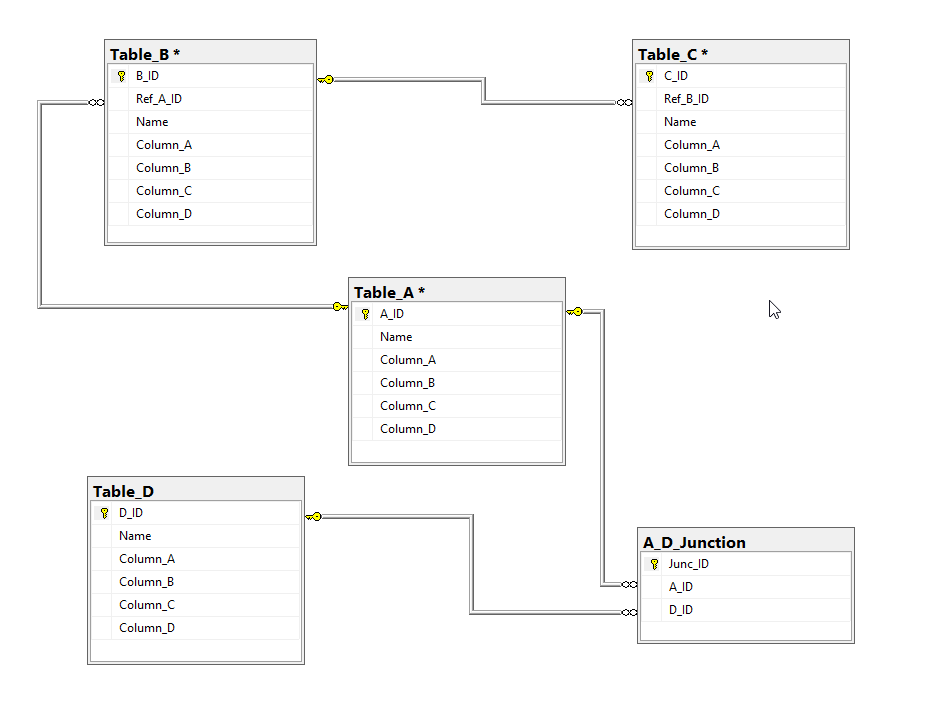 Table_B *
B_ID
Ref_A_ID
Name
Column_A
Column_B
Column_C
Column_D
Table_C *
C_ID
Ref_B_ID
Name
Column_A
Column_B
Column_C
Column_D
Table_A *
A_ID
Name
Column_A
Column_B
Column_C
Column_D
Table_D
D_ID
Name
Column_A
Column_B
Column_C
Column_D
A_D_Junction
Junc_ID
A_ID
D_ID